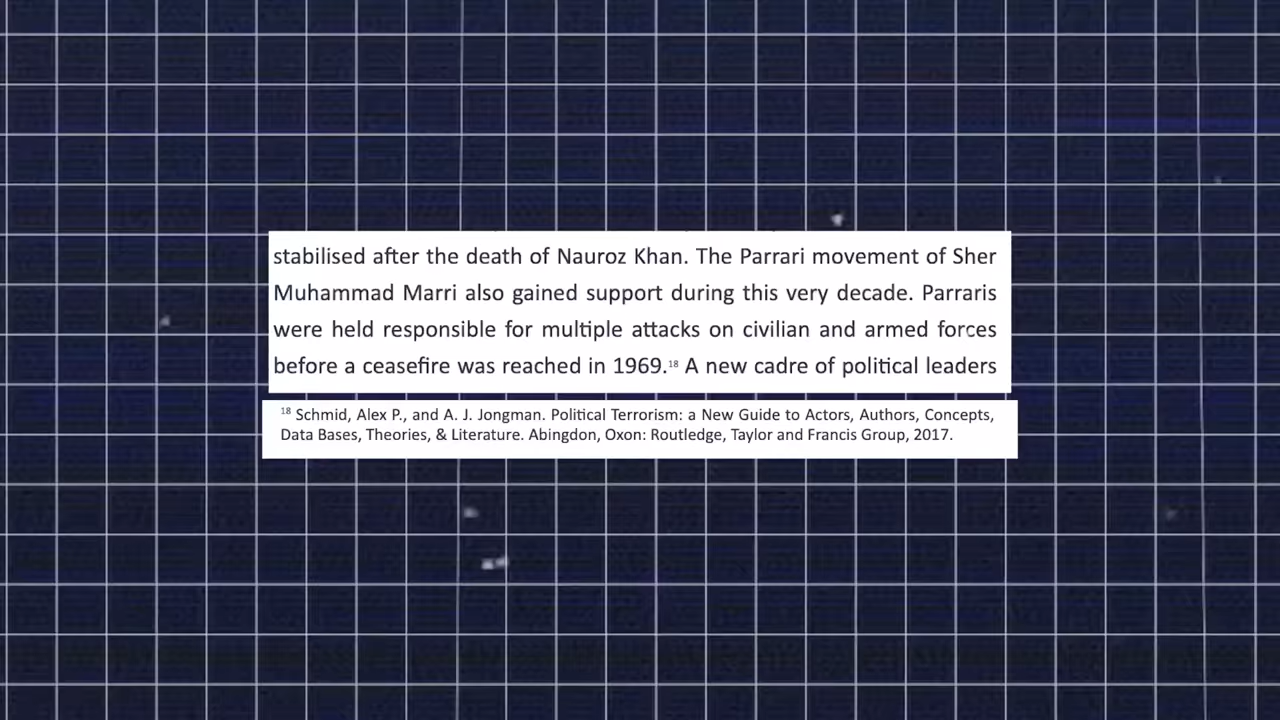 stabilised after the death of Nauroz Khan. The Parrari movement of Sher
Muhammad Marri also gained support during this very decade. Parraris
were held responsible for multiple attacks on civilian and armed forces
before a ceasefire was reached in 1969.18 A new cadre of political leaders
18 Schmid, Alex P., and A. J. Jongman. Political Terrorism: a New Guide to Actors, Authors, Concepts,
Data Bases, Theories, & Literature. Abingdon, Oxon: Routledge, Taylor and Francis Group, 2017.